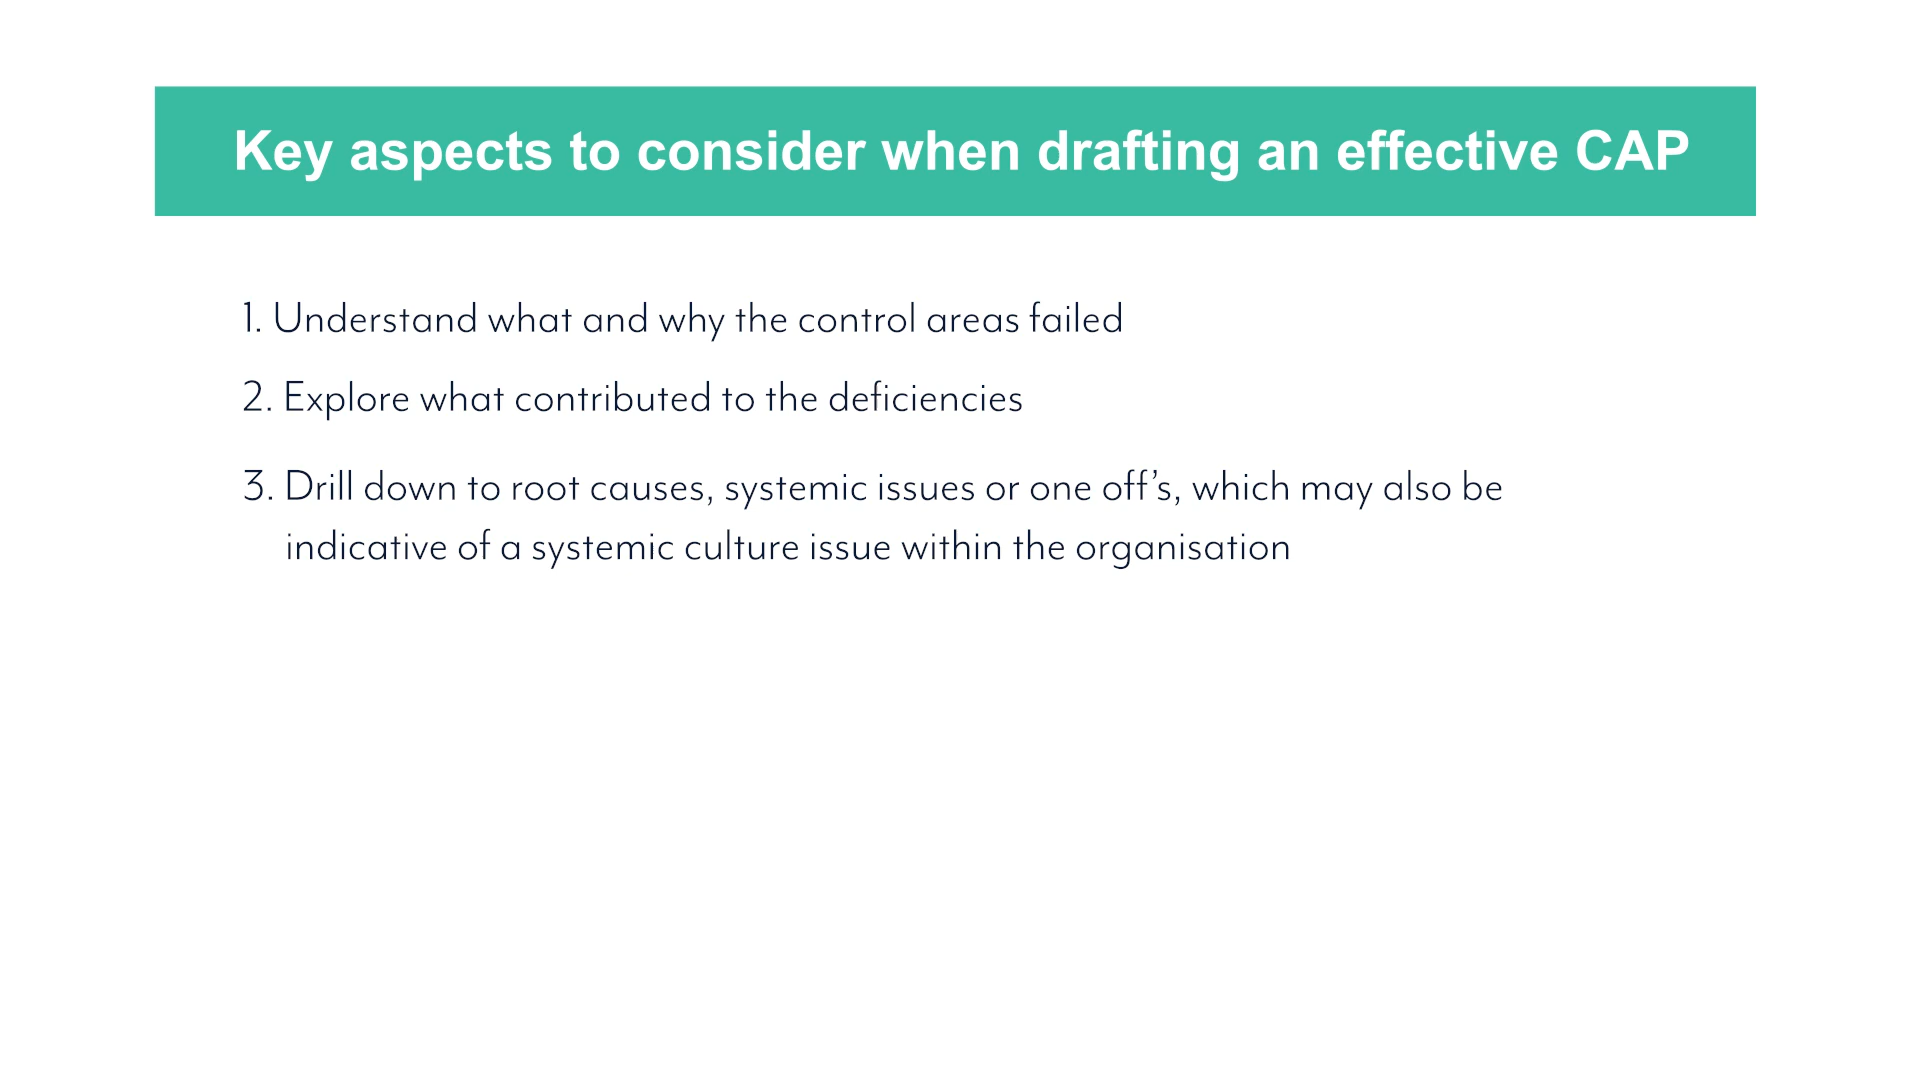 Key aspects to consider when drafting an effective CAP
1. Understand what and why the control areas failed
2. Explore what contributed to the deficiencies
3. Drill down to root causes, systemic issues or one off’s, which may also be
indicative of a systemic culture issue within the organisation